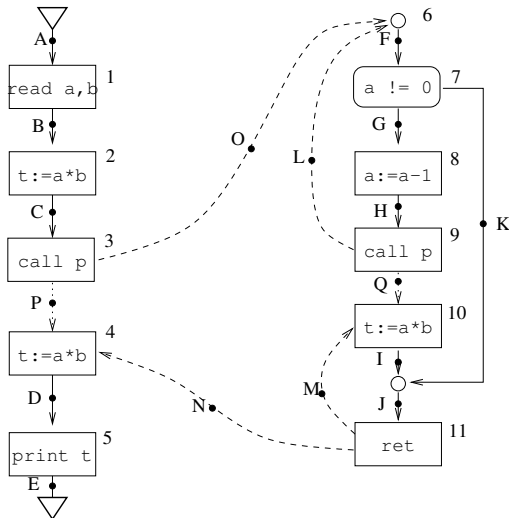 A
1
read a,b
B
2
t:=a*b
C
3
call p
P
4
t:=a*b
D
5
print t
E
O
L
N
M
6
F
7
a != 0
G
K
8
a:=a-1
H
9
call p
Q
10
t:=a*b
I
J
11
ret